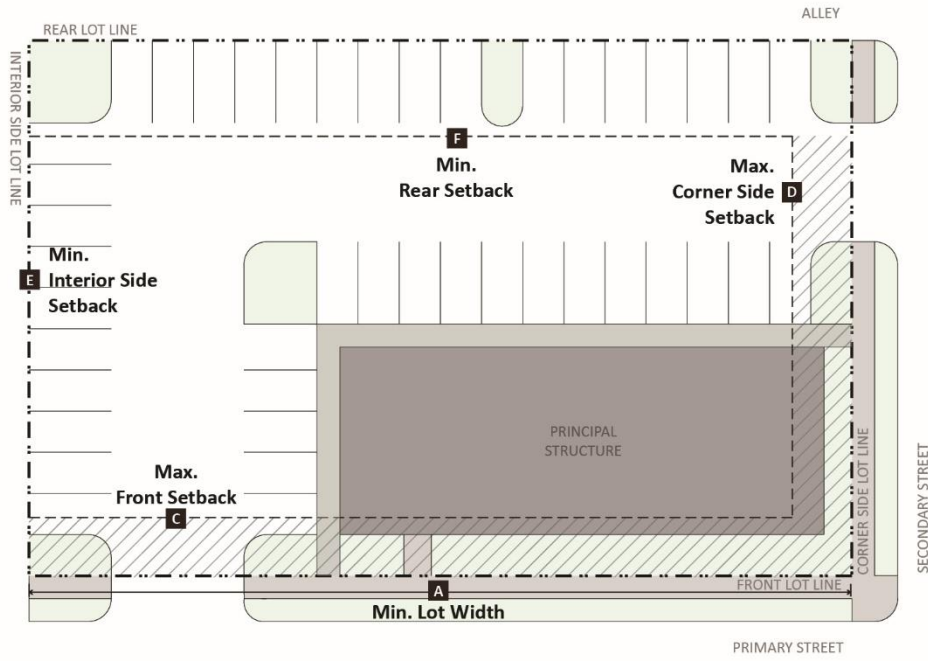 ALLEY
REAR LOT LINE
INTERIOR SIDE LOT LINE
F
Min.
Rear Setback
Max.
Corner Side
Setback
D
E
Min.
Interior Side
Setback
PRINCIPAL
STRUCTURE
Max.
Front Setback
C
CORNER SIDE LOT LINE
SECONDARY STREET
FRONT LOT LINE
A
Min. Lot Width
PRIMARY STREET